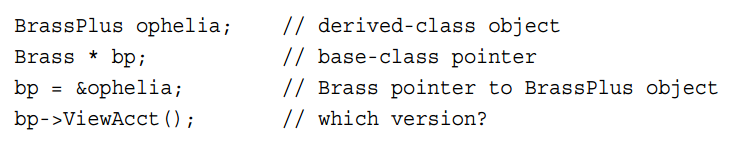 BrassPlus ophelia;    // derived-class object
Brass * bp;           // base-class pointer
bp = &ophelia;        // Brass pointer to BrassPlus object
bp->ViewAcct();       // which version?